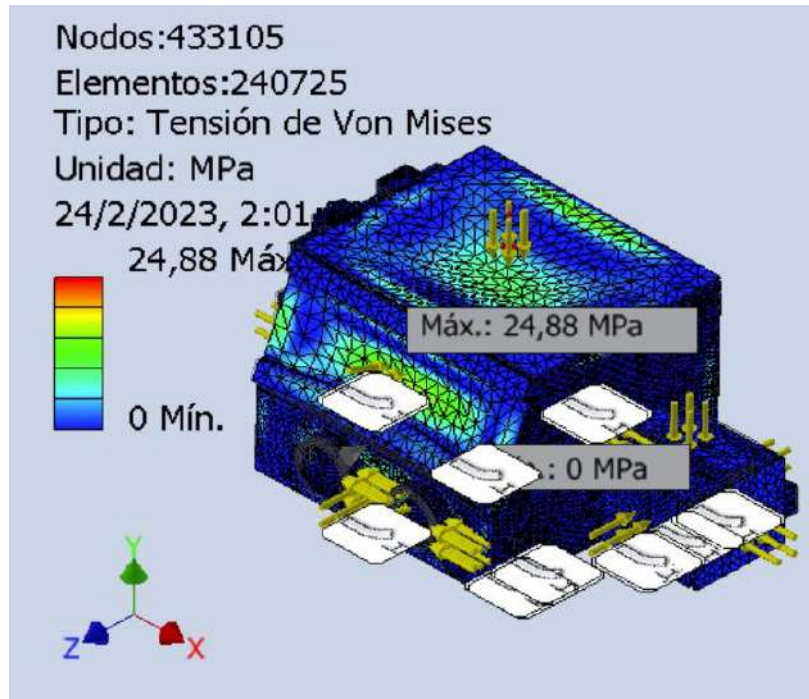 Nodos:433105
Elementos:240725
Tipo: Tensión de Von Mises
Unidad: MPa
24/2/2023, 2:01
24,88 Máx
Máx.: 24,88 MPa
0 Mín.
: 0 MPa
Y
Z
X